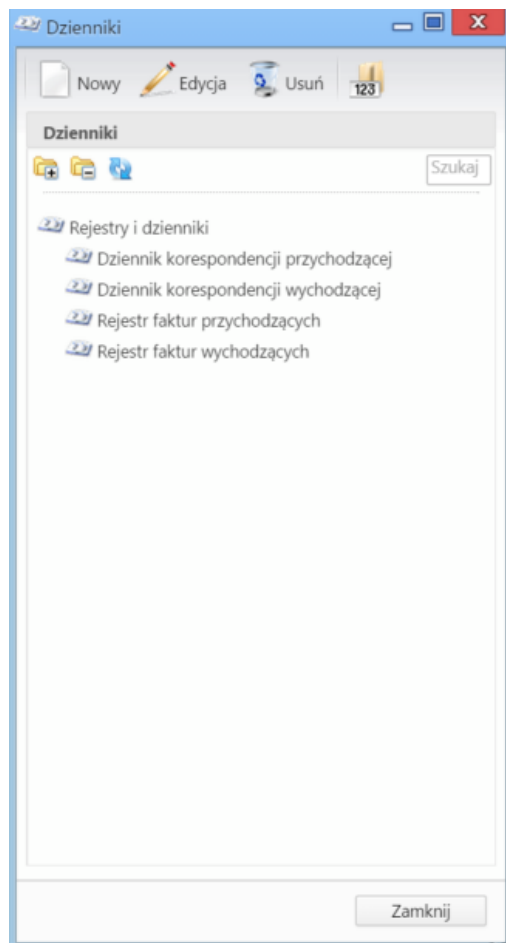 Dzienniki
Nowy Edycja Usuń 123
Dzienniki
Szukaj
Rejestry i dzienniki
Dziennik korespondencji przychodzącej
Dziennik korespondencji wychodzącej
Rejestr faktur przychodzących
Rejestr faktur wychodzących
Zamknij